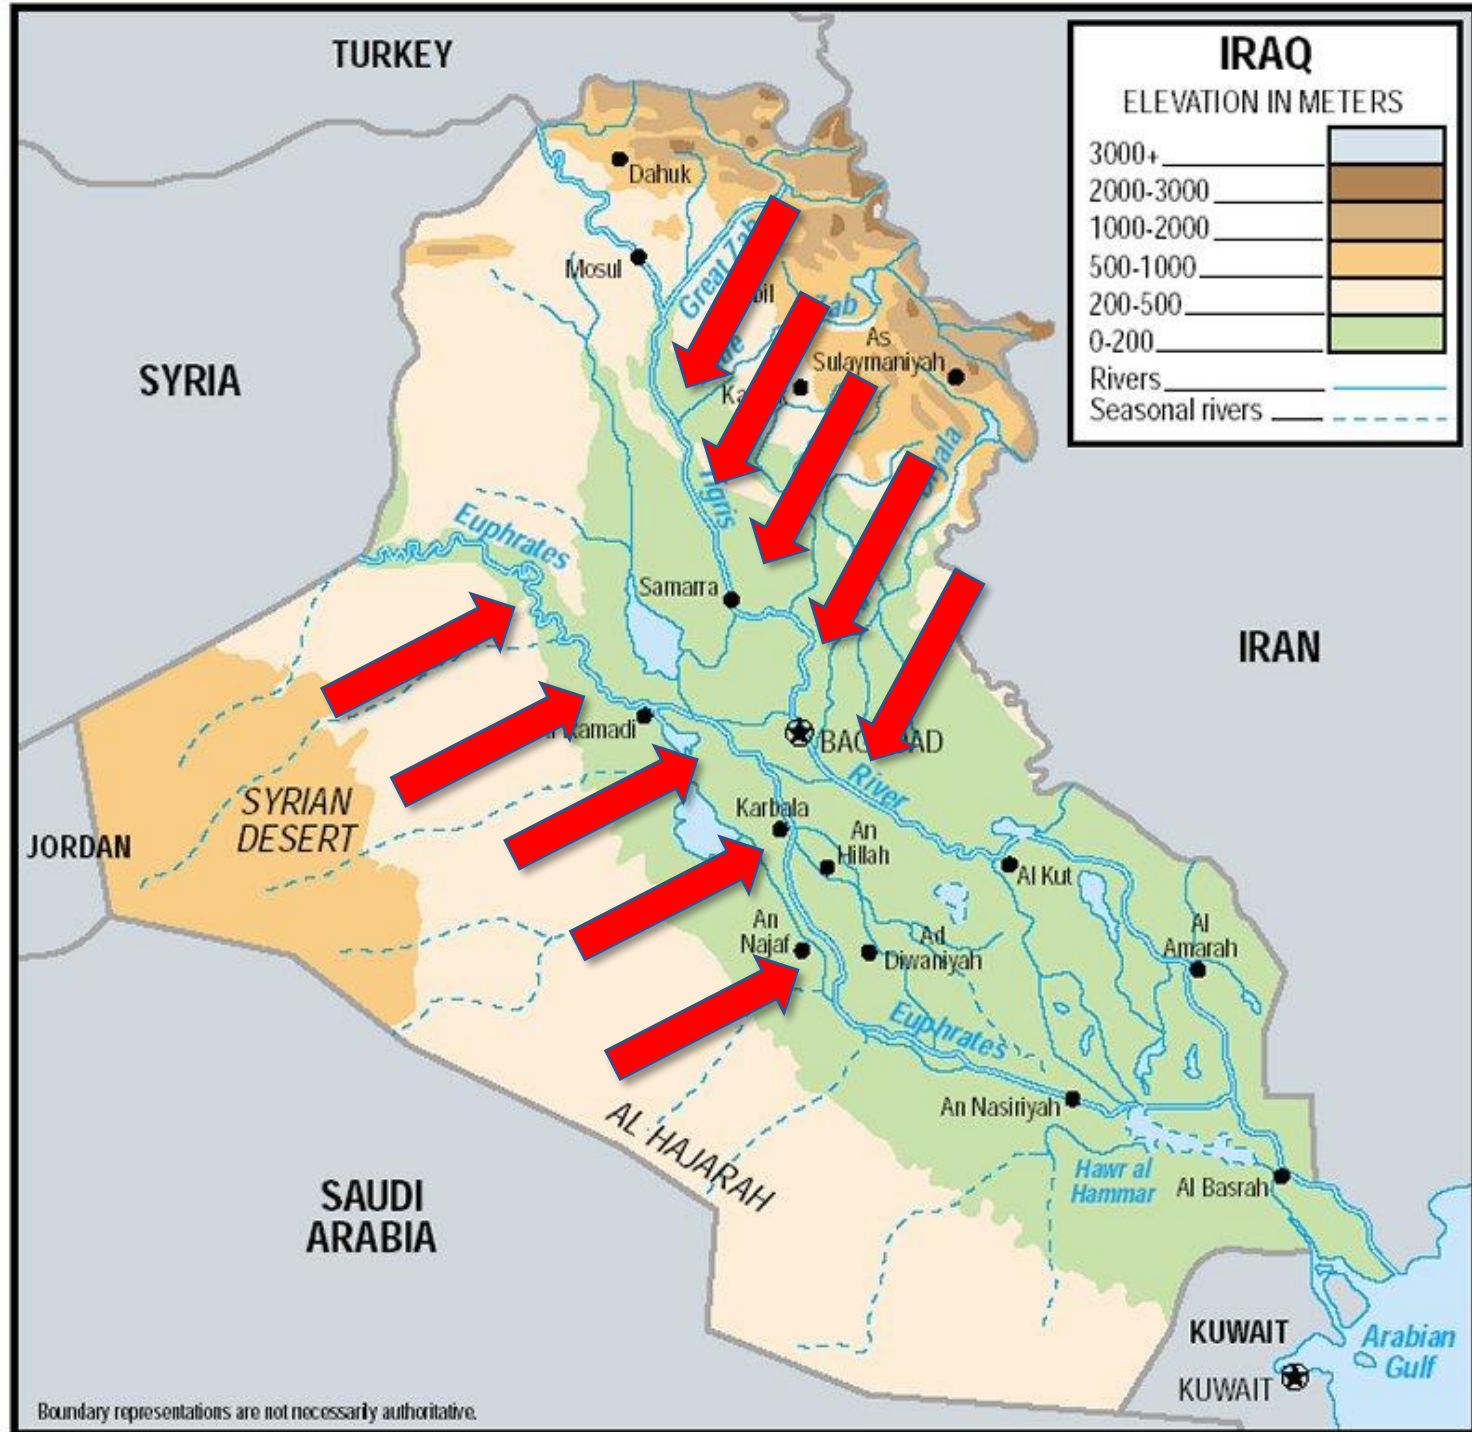 TURKEY
IRAQ
ELEVATION IN METERS
3000+
2000-3000
1000-2000
500-1000
200-500
0-200
Rivers
Seasonal rivers
Dahuk
Mosul
Great Zab
Zab
As
Sulaymaniyah
SYRIA
Tigris
Euphrates
Samarra
IRAN
Ramadi
River
SYRIAN
DESERT
JORDAN
Karbala
An
Hillah
Al Kut
An
Najaf
Ad
Diwaniyah
Al
Amarah
Euphrates
An Nasiriyah
AL HAJARAH
Hawr al
Hammar
Al Basrah
SAUDI
ARABIA
KUWAIT
KUWAIT
Arabian
Gulf
Boundary representations are not necessarily authoritative.